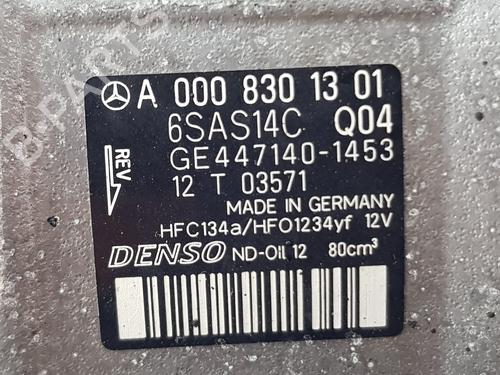 A 000 830 13 01
6SAS14C Q04
GE447140-1453
REV
12 T 03571
MADE IN GERMANY
HFC134a/HFO1234yf 12V
DENSO ND-OIL 12 80cm³
B-PARTS